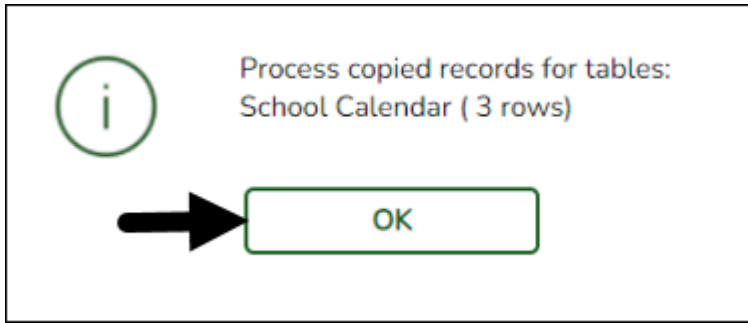 Process copied records for tables:
School Calendar ( 3 rows)
OK